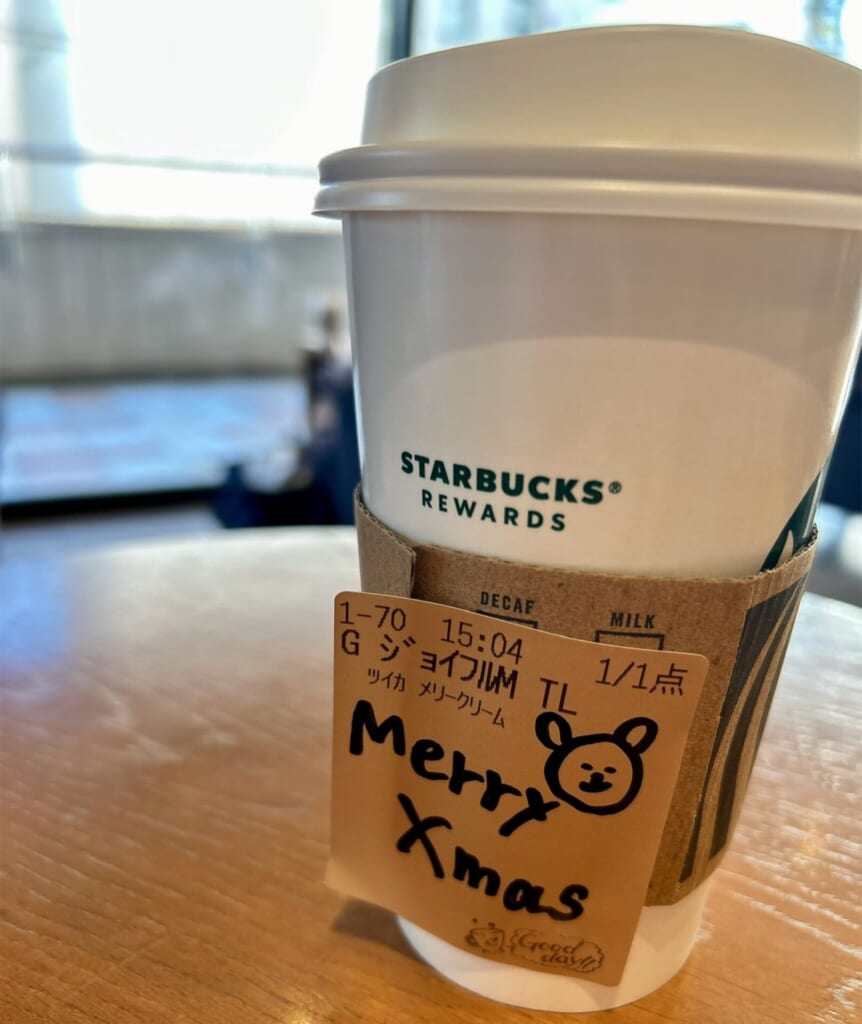 STARBUCKS®
REWARDS
DECAF
MILK
1-70 15:04 1/1点
G ジョイフルM TL
ツイカ メリークリーム
Merry
Xmas
Good
day!!